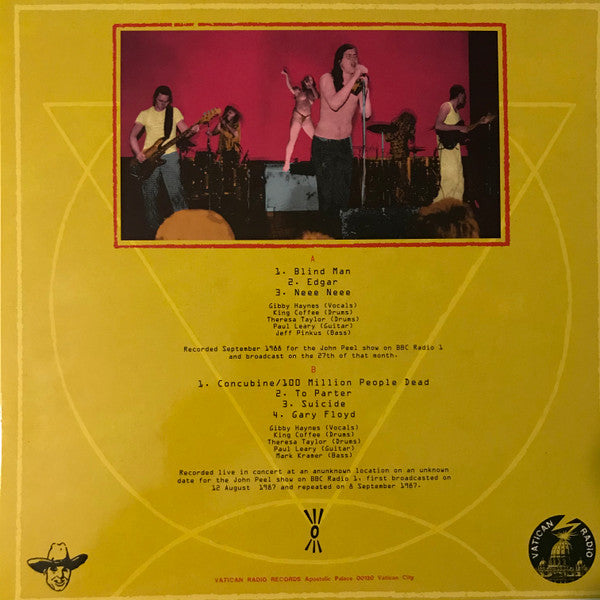 A
1. Blind Man
2. Edgar
3. Neee Neee
Gibby Haynes (Vocals)
King Coffee (Drums)
Theresa Taylor (Drums)
Paul Leary (Guitar)
Jeff Pinkus (Bass)
Recorded September 1988 for the John Peel show on BBC Radio 1
and broadcast on the 27th of that month.
B
1. Concubine/100 Million People Dead
2. To Parter
3. Suicide
4. Gary Floyd
Gibby Haynes (Vocals)
King Coffee (Drums)
Theresa Taylor (Drums)
Paul Leary (Guitar)
Mark Kramer (Bass)
Recorded live in concert at an anunknown location on an unknown
date for the John Peel show on BBC Radio 1, first broadcasted on
12 August 1987 and repeated on 8 September 1987.
VATICAN RADIO
VATICAN RADIO RECORDS Apostolic Palace 00120 Vatican City